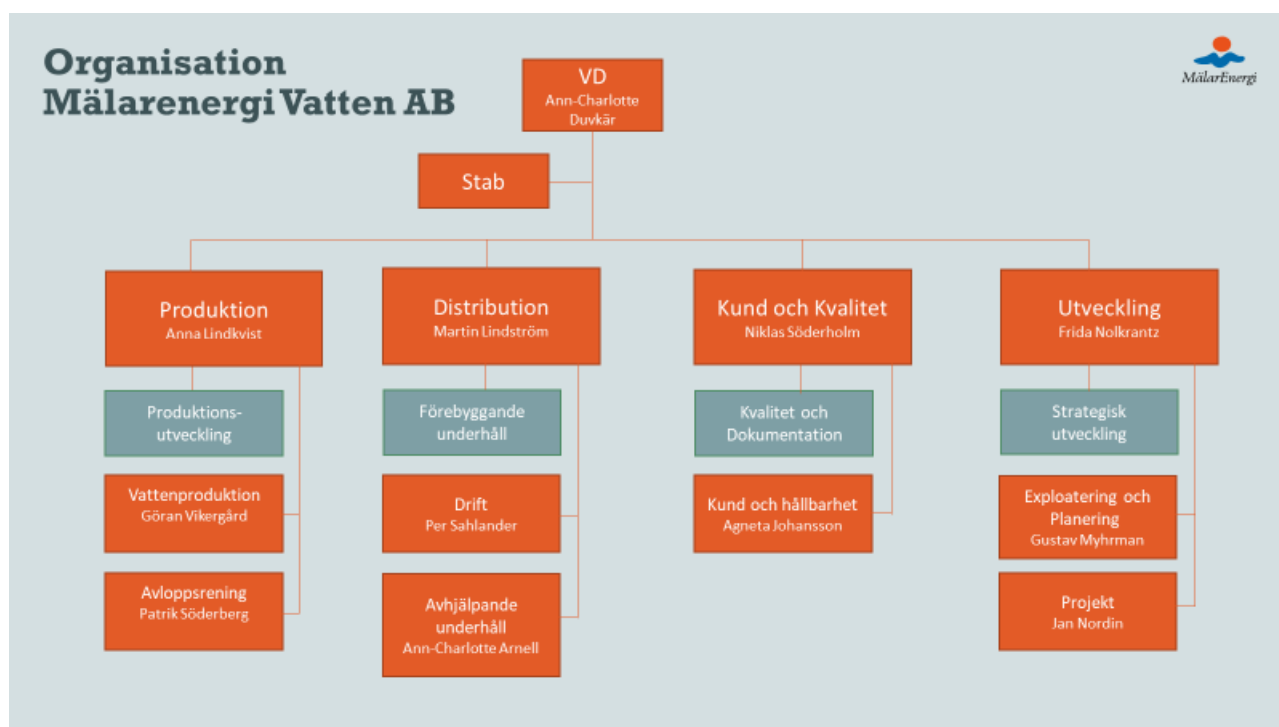 Organisation
Mälarenergi Vatten AB
MälarEnergi
VD
Ann-Charlotte
Duvkär
Stab
Produktion
Anna Lindkvist
Distribution
Martin Lindström
Kund och Kvalitet
Niklas Söderholm
Utveckling
Frida Nolkrantz
Produktions-
utveckling
Förebyggande
underhåll
Kvalitet och
Dokumentation
Strategisk
utveckling
Vattenproduktion
Göran Vikergård
Drift
Per Sahlander
Kund och hållbarhet
Agneta Johansson
Exploatering och
Planering
Gustav Myhrman
Avloppsrening
Patrik Söderberg
Avhjälpande
underhåll
Ann-Charlotte Arnell
Projekt
Jan Nordin